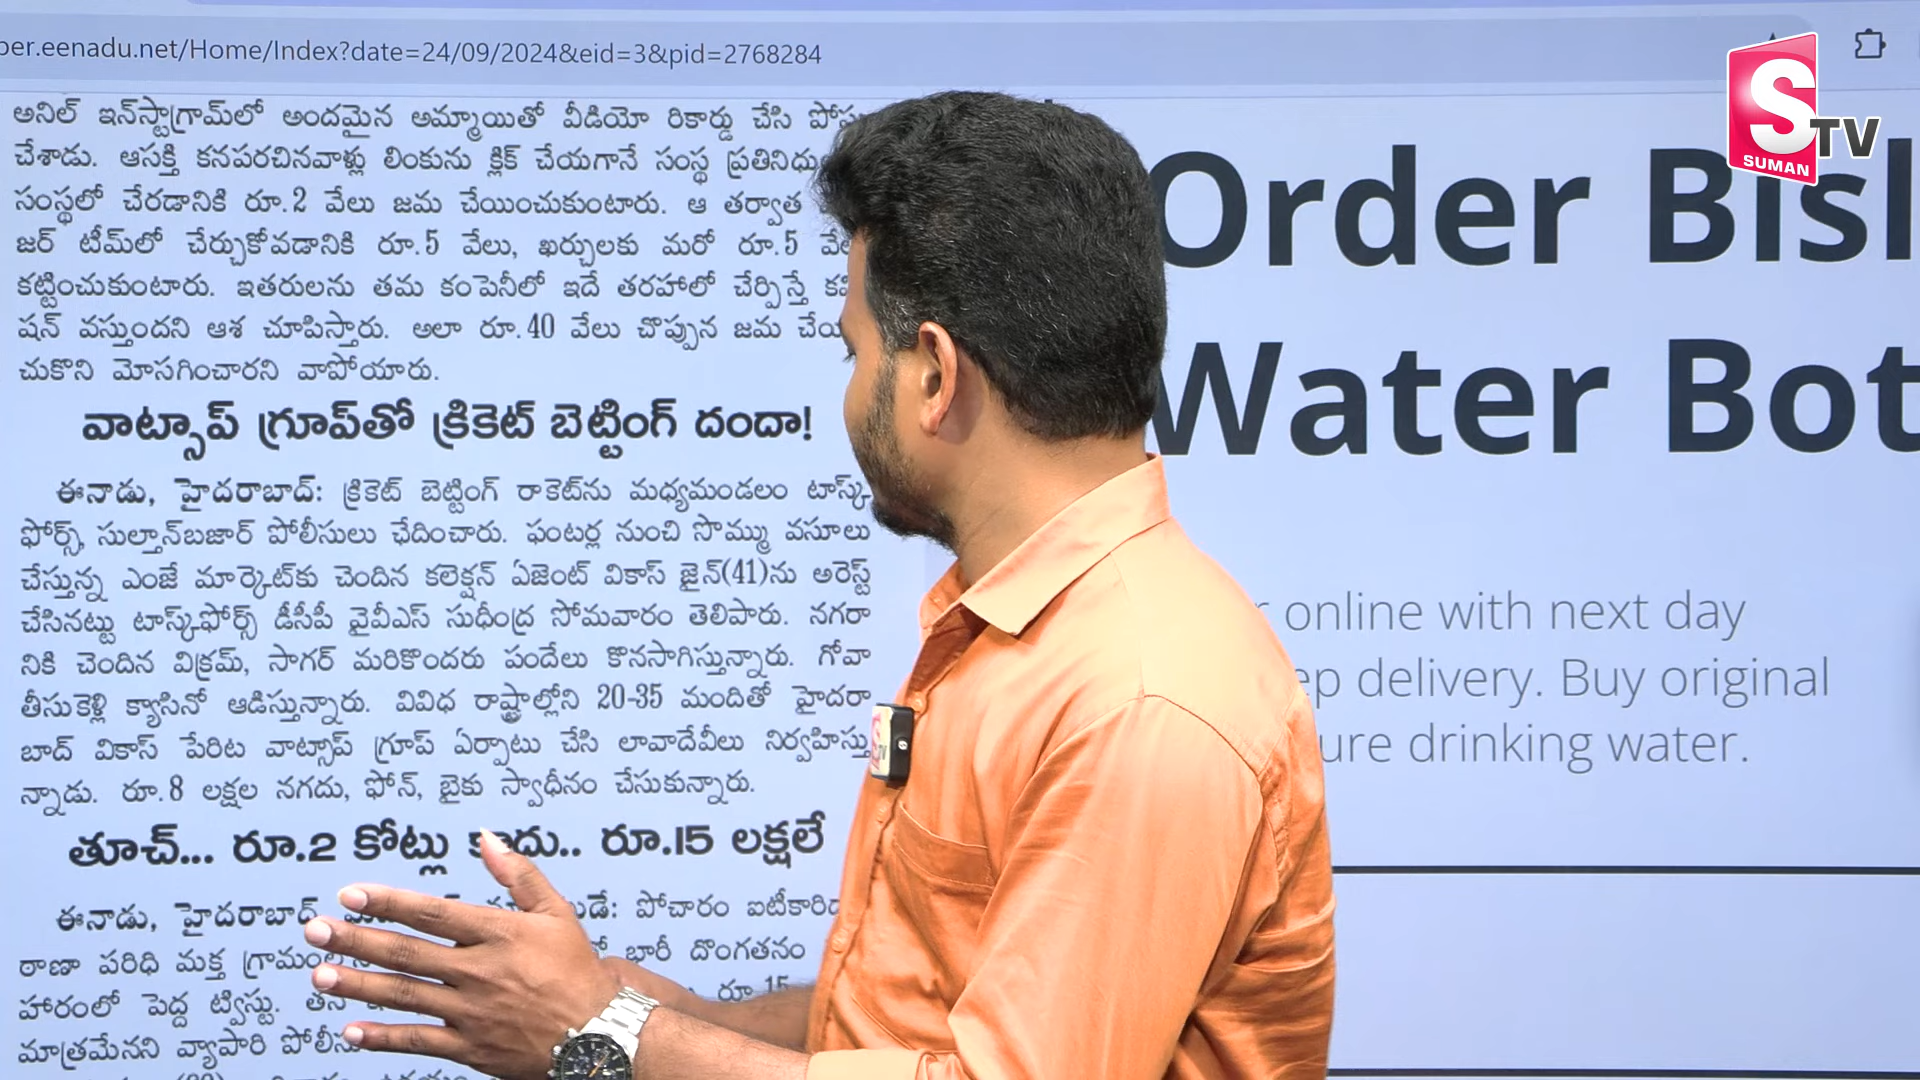 per.eenadu.net/Home/Index?date=24/09/2024&eid=3&pid=2768284
S
SUMAN TV
అనిల్ ఇన్‌స్టాగ్రామ్‌లో అందమైన అమ్మాయితో వీడియో రికార్డు చేసి
చేశాడు. ఆసక్తి కనపరచినవాళ్లు లింకును క్లిక్ చేయగానే సంస్థ
సంస్థలో చేరడానికి రూ.2 వేలు జమ చేయించుకుంటారు. ఆ తర్వాత
జర్ టీమ్‌లో చేర్చుకోవడానికి రూ.5 వేలు, ఖర్చులకు మరో రూ.5
కట్టించుకుంటారు. ఇతరులను తమ కంపెనీలో ఇదే తరహాలో చేర్పిస్తే
షన్ వస్తుందని ఆశ చూపిస్తారు. అలా రూ.40 వేలు చొప్పున జమ
చుకొని మోసగించారని వాపోయారు.
వాట్సాప్ గ్రూప్‌తో క్రికెట్ బెట్టింగ్ దందా!
ఈనాడు, హైదరాబాద్: క్రికెట్ బెట్టింగ్ రాకెట్‌ను మధ్యమండలం టాస్క్
ఫోర్స్, సుల్తాన్‌బజార్ పోలీసులు ఛేదించారు. ఫంటర్ల నుంచి సొమ్ము వసూలు
చేస్తున్న ఎంజే మార్కెట్‌కు చెందిన కలెక్షన్ ఏజెంట్ వికాస్ జైన్(41)ను అరెస్ట్
చేసినట్టు టాస్క్‌ఫోర్స్ డీసీపీ వైవీఎస్ సుధీంద్ర సోమవారం తెలిపారు. నగరా
నికి చెందిన విక్రమ్, సాగర్ మరికొందరు పందేలు కొనసాగిస్తున్నారు. గోవా
తీసుకెళ్లి క్యాసినో ఆడిస్తున్నారు. వివిధ రాష్ట్రాల్లోని 20-35 మందితో హైదరా
బాద్ వికాస్ పేరిట వాట్సాప్ గ్రూప్ ఏర్పాటు చేసి లావాదేవీలు నిర్వహిస్తు
న్నాడు. రూ.8 లక్షల నగదు, ఫోన్, బైకు స్వాధీనం చేసుకున్నారు.
తూచ్... రూ.2 కోట్లు కాదు.. రూ.15 లక్షలే
ఈనాడు, హైదరాబాద్ పోచారం
ఠాణా పరిధి మక్త భారీ దొంగతనం
హారంలో పెద్ద ట్విస్టు. తన రూ.15
మాత్రమేనని వ్యాపారి
Order Bisl
Water Bot
online with next day
ep delivery. Buy original
ure drinking water.